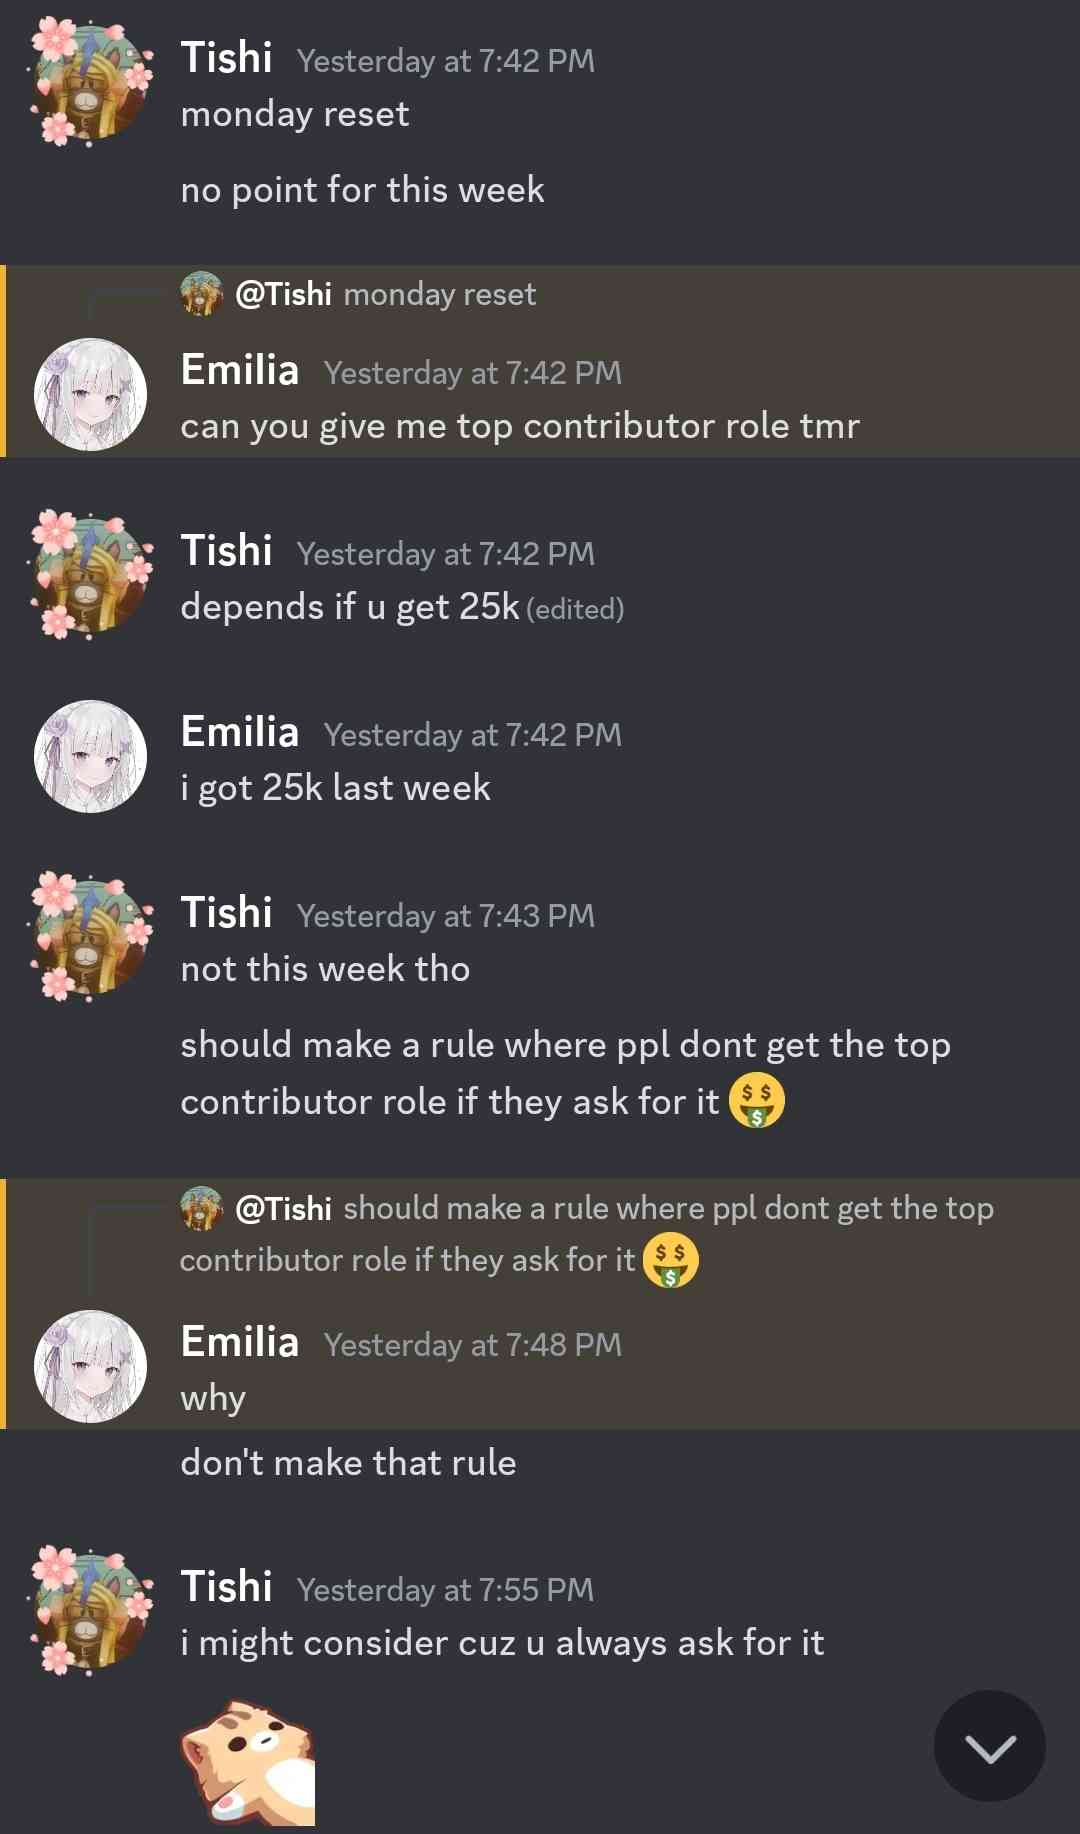 Tishi Yesterday at 7:42 PM
monday reset
no point for this week
@Tishi monday reset
Emilia Yesterday at 7:42 PM
can you give me top contributor role tmr
Tishi Yesterday at 7:42 PM
depends if u get 25k (edited)
Emilia Yesterday at 7:42 PM
i got 25k last week
Tishi Yesterday at 7:43 PM
not this week tho
should make a rule where ppl dont get the top
contributor role if they ask for it 🤑
@Tishi should make a rule where ppl dont get the top
contributor role if they ask for it 🤑
Emilia Yesterday at 7:48 PM
why
don't make that rule
Tishi Yesterday at 7:55 PM
i might consider cuz u always ask for it